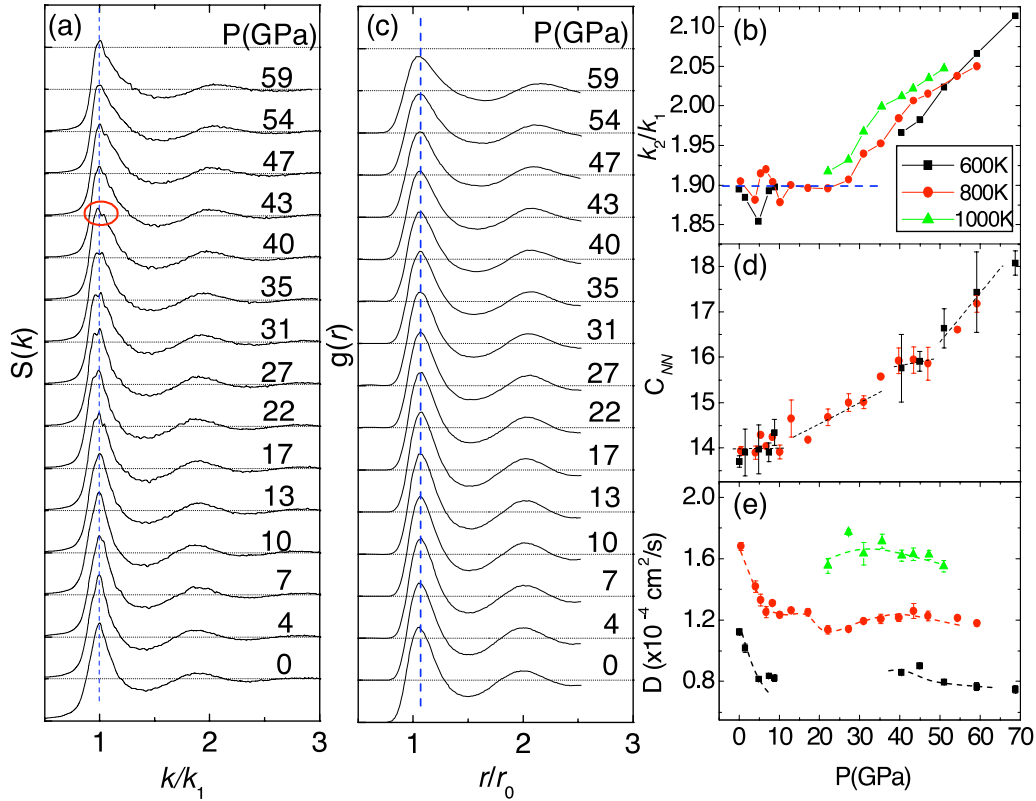 (a)
P(GPa)
59
54
47
43
40
35
31
27
22
17
13
10
7
4
0
S(k)
1
2
3
k/k₁
(c)
P(GPa)
59
54
47
43
40
35
31
27
22
17
13
10
7
4
0
g(r)
1
2
3
r/r₀
(b)
2.10
2.05
2.00
1.95
1.90
1.85
k₂/k₁
600K
800K
1000K
(d)
18
17
16
15
14
C_NN
(e)
2.0
1.6
1.2
0.8
D (x10⁻⁴ cm²/s)
0 10 20 30 40 50 60 70
P(GPa)